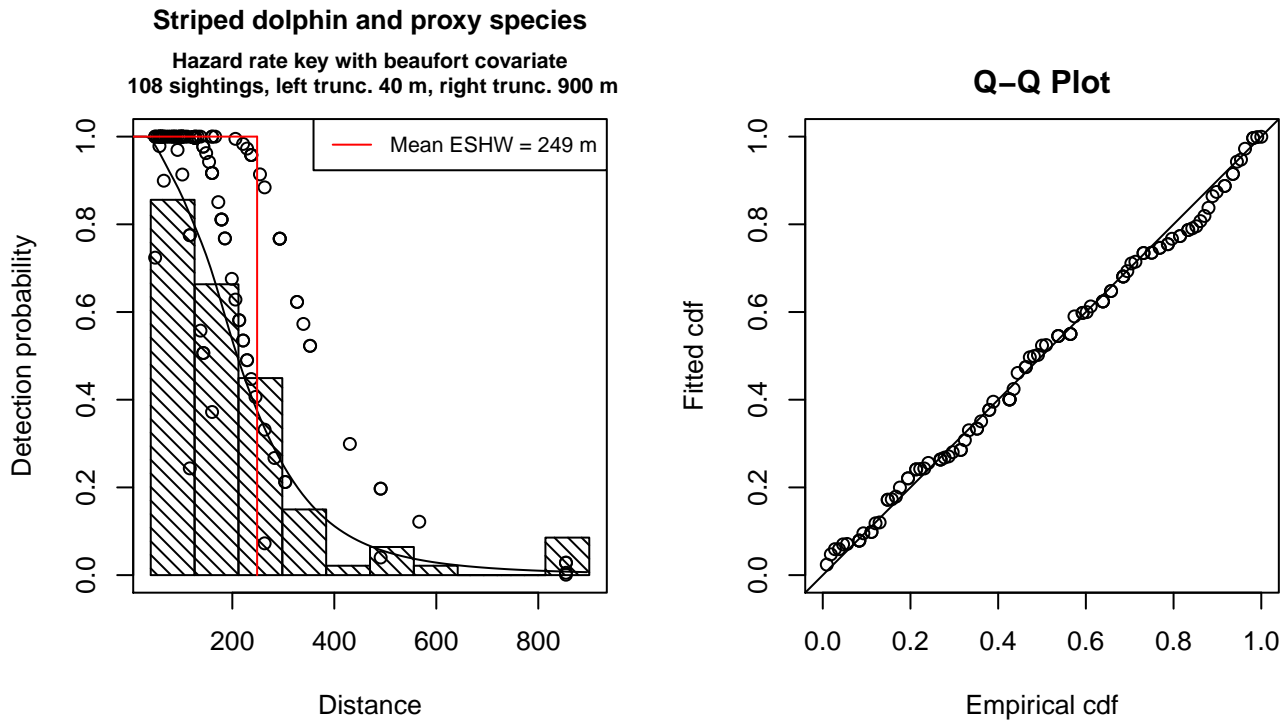 Striped dolphin and proxy species
Hazard rate key with beaufort covariate
108 sightings, left trunc. 40 m, right trunc. 900 m
Mean ESHW = 249 m
Detection probability
0.0 0.2 0.4 0.6 0.8 1.0
200 400 600 800
Distance
Q−Q Plot
Fitted cdf
0.0 0.2 0.4 0.6 0.8 1.0
0.0 0.2 0.4 0.6 0.8 1.0
Empirical cdf